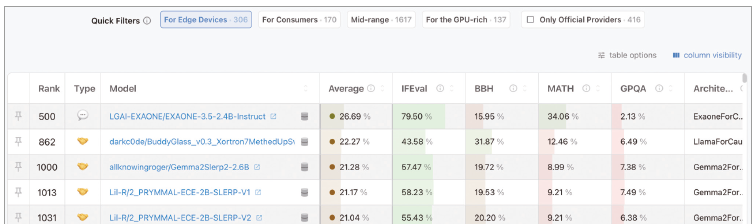 Quick Filters For Edge Devices · 306 For Consumers · 170 Mid-range · 1617 For the GPU-rich · 137 Only Official Providers · 416
table options column visibility
Rank Type Model Average IFEval BBH MATH GPQA Archite...
500 LGAI-EXAONE/EXAONE-3.5-2.4B-Instruct 26.69 % 79.50 % 15.95 % 34.06 % 2.13 % ExaoneForC...
862 darkc0de/BuddyGlass_v0.3_Xortron7MethedUpSw 22.27 % 43.58 % 31.87 % 12.46 % 6.49 % LlamaForCau
1000 allknowingroger/Gemma2Slerp2-2.6B 21.28 % 57.47 % 19.72 % 8.99 % 7.38 % Gemma2For...
1013 Lil-R/2_PRYMMAL-ECE-2B-SLERP-V1 21.17 % 58.23 % 19.53 % 9.21 % 7.49 % Gemma2For...
1031 Lil-R/2_PRYMMAL-ECE-2B-SLERP-V2 21.04 % 55.43 % 20.20 % 9.21 % 6.38 % Gemma2For...